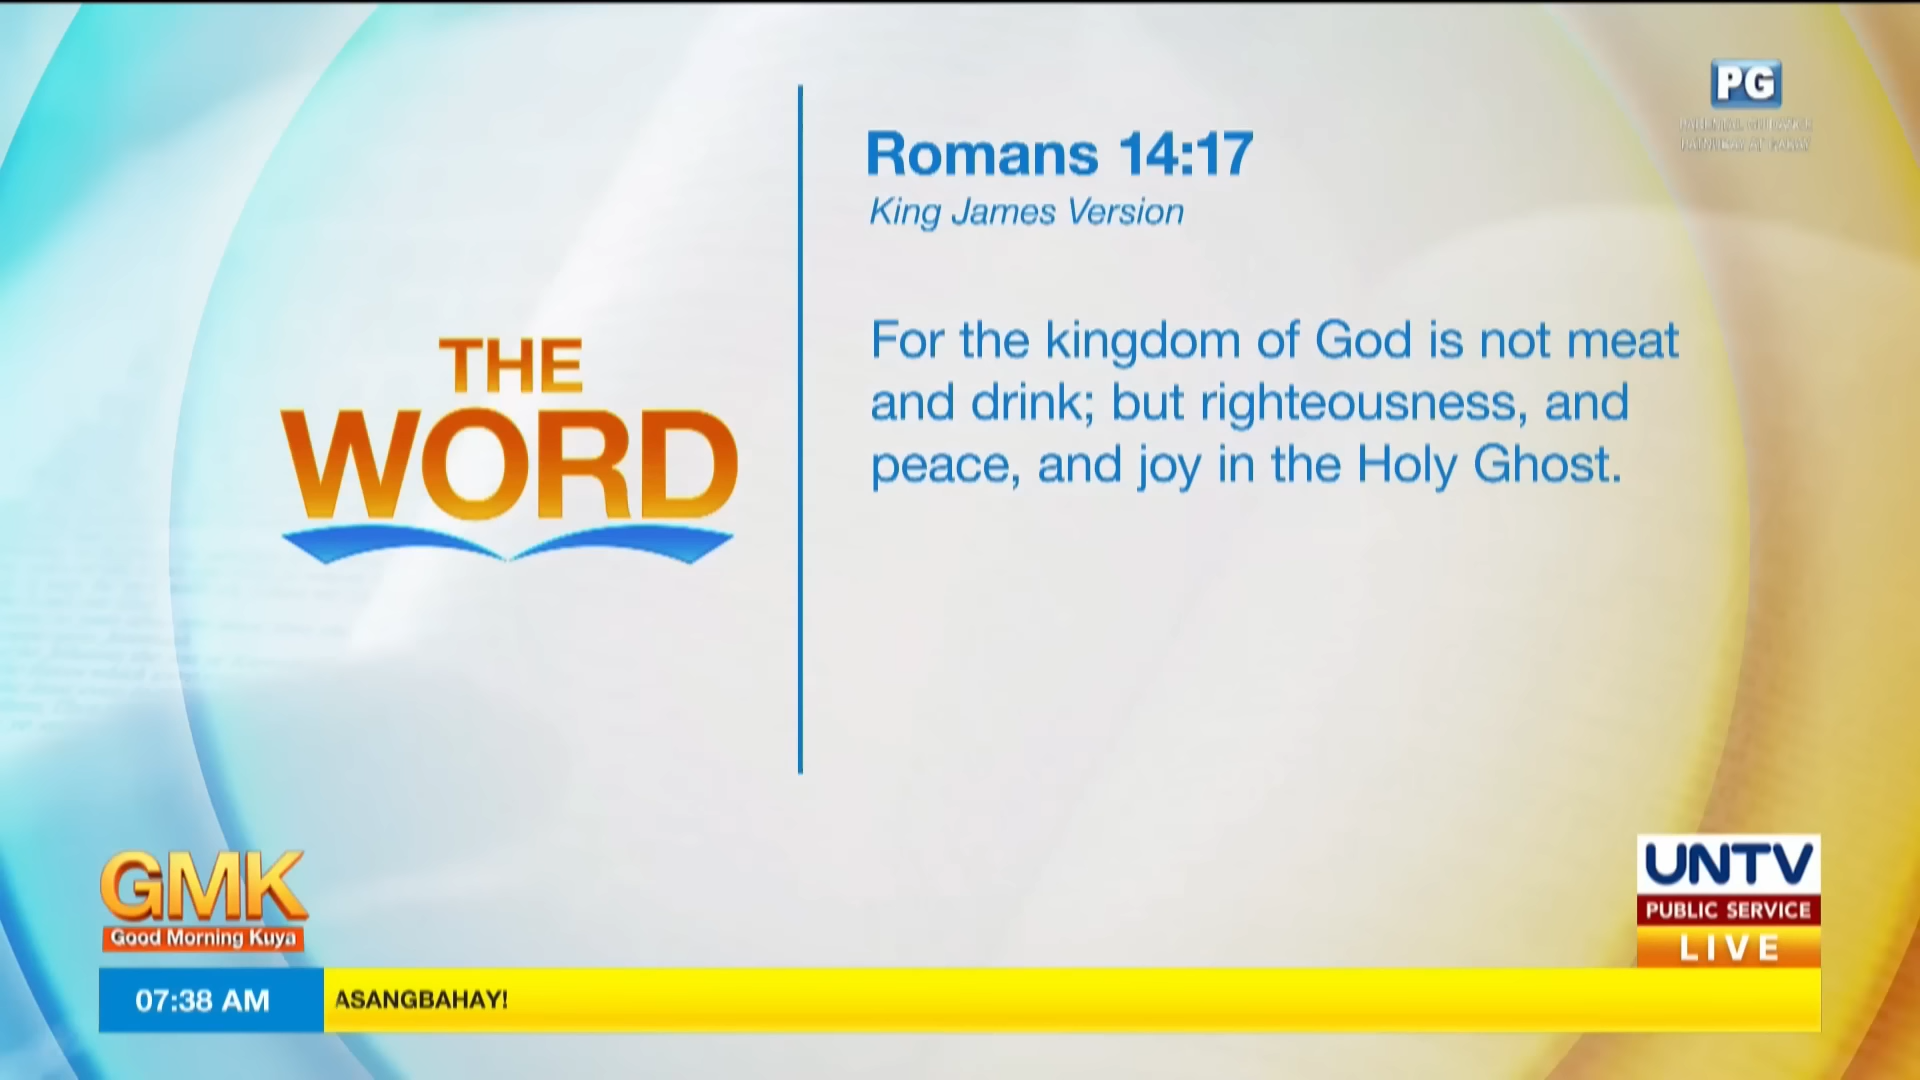 PG
Romans 14:17
King James Version
For the kingdom of God is not meat
and drink; but righteousness, and
peace, and joy in the Holy Ghost.
THE
WORD
GMK
Good Morning Kuya
UNTV
PUBLIC SERVICE
LIVE
07:38 AM
ASANGBAHAY!